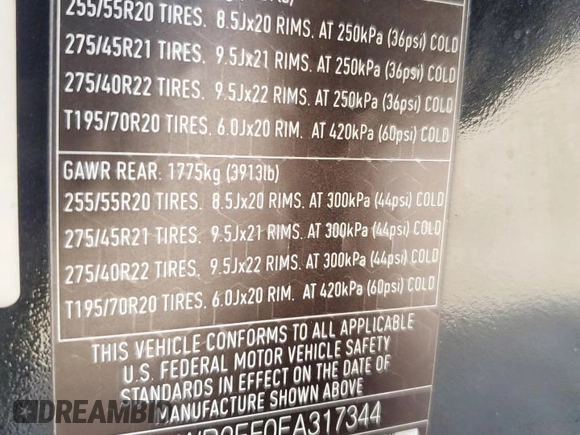 255/55R20 TIRES. 8.5Jx20 RIMS. AT 250kPa (36psi) COLD
275/45R21 TIRES. 9.5Jx21 RIMS. AT 250kPa (36psi) COLD
275/40R22 TIRES. 9.5Jx22 RIMS. AT 250kPa (36psi) COLD
T195/70R20 TIRES. 6.0Jx20 RIM. AT 420kPa (60psi) COLD
GAWR REAR: 1775kg (3913lb)
255/55R20 TIRES. 8.5Jx20 RIMS. AT 300kPa (44psi) COLD
275/45R21 TIRES. 9.5Jx21 RIMS. AT 300kPa (44psi) COLD
275/40R22 TIRES. 9.5Jx22 RIMS. AT 300kPa (44psi) COLD
T195/70R20 TIRES. 6.0Jx20 RIM. AT 420kPa (60psi) COLD
THIS VEHICLE CONFORMS TO ALL APPLICABLE
U.S. FEDERAL MOTOR VEHICLE SAFETY
STANDARDS IN EFFECT ON THE DATE OF
MANUFACTURE SHOWN ABOVE